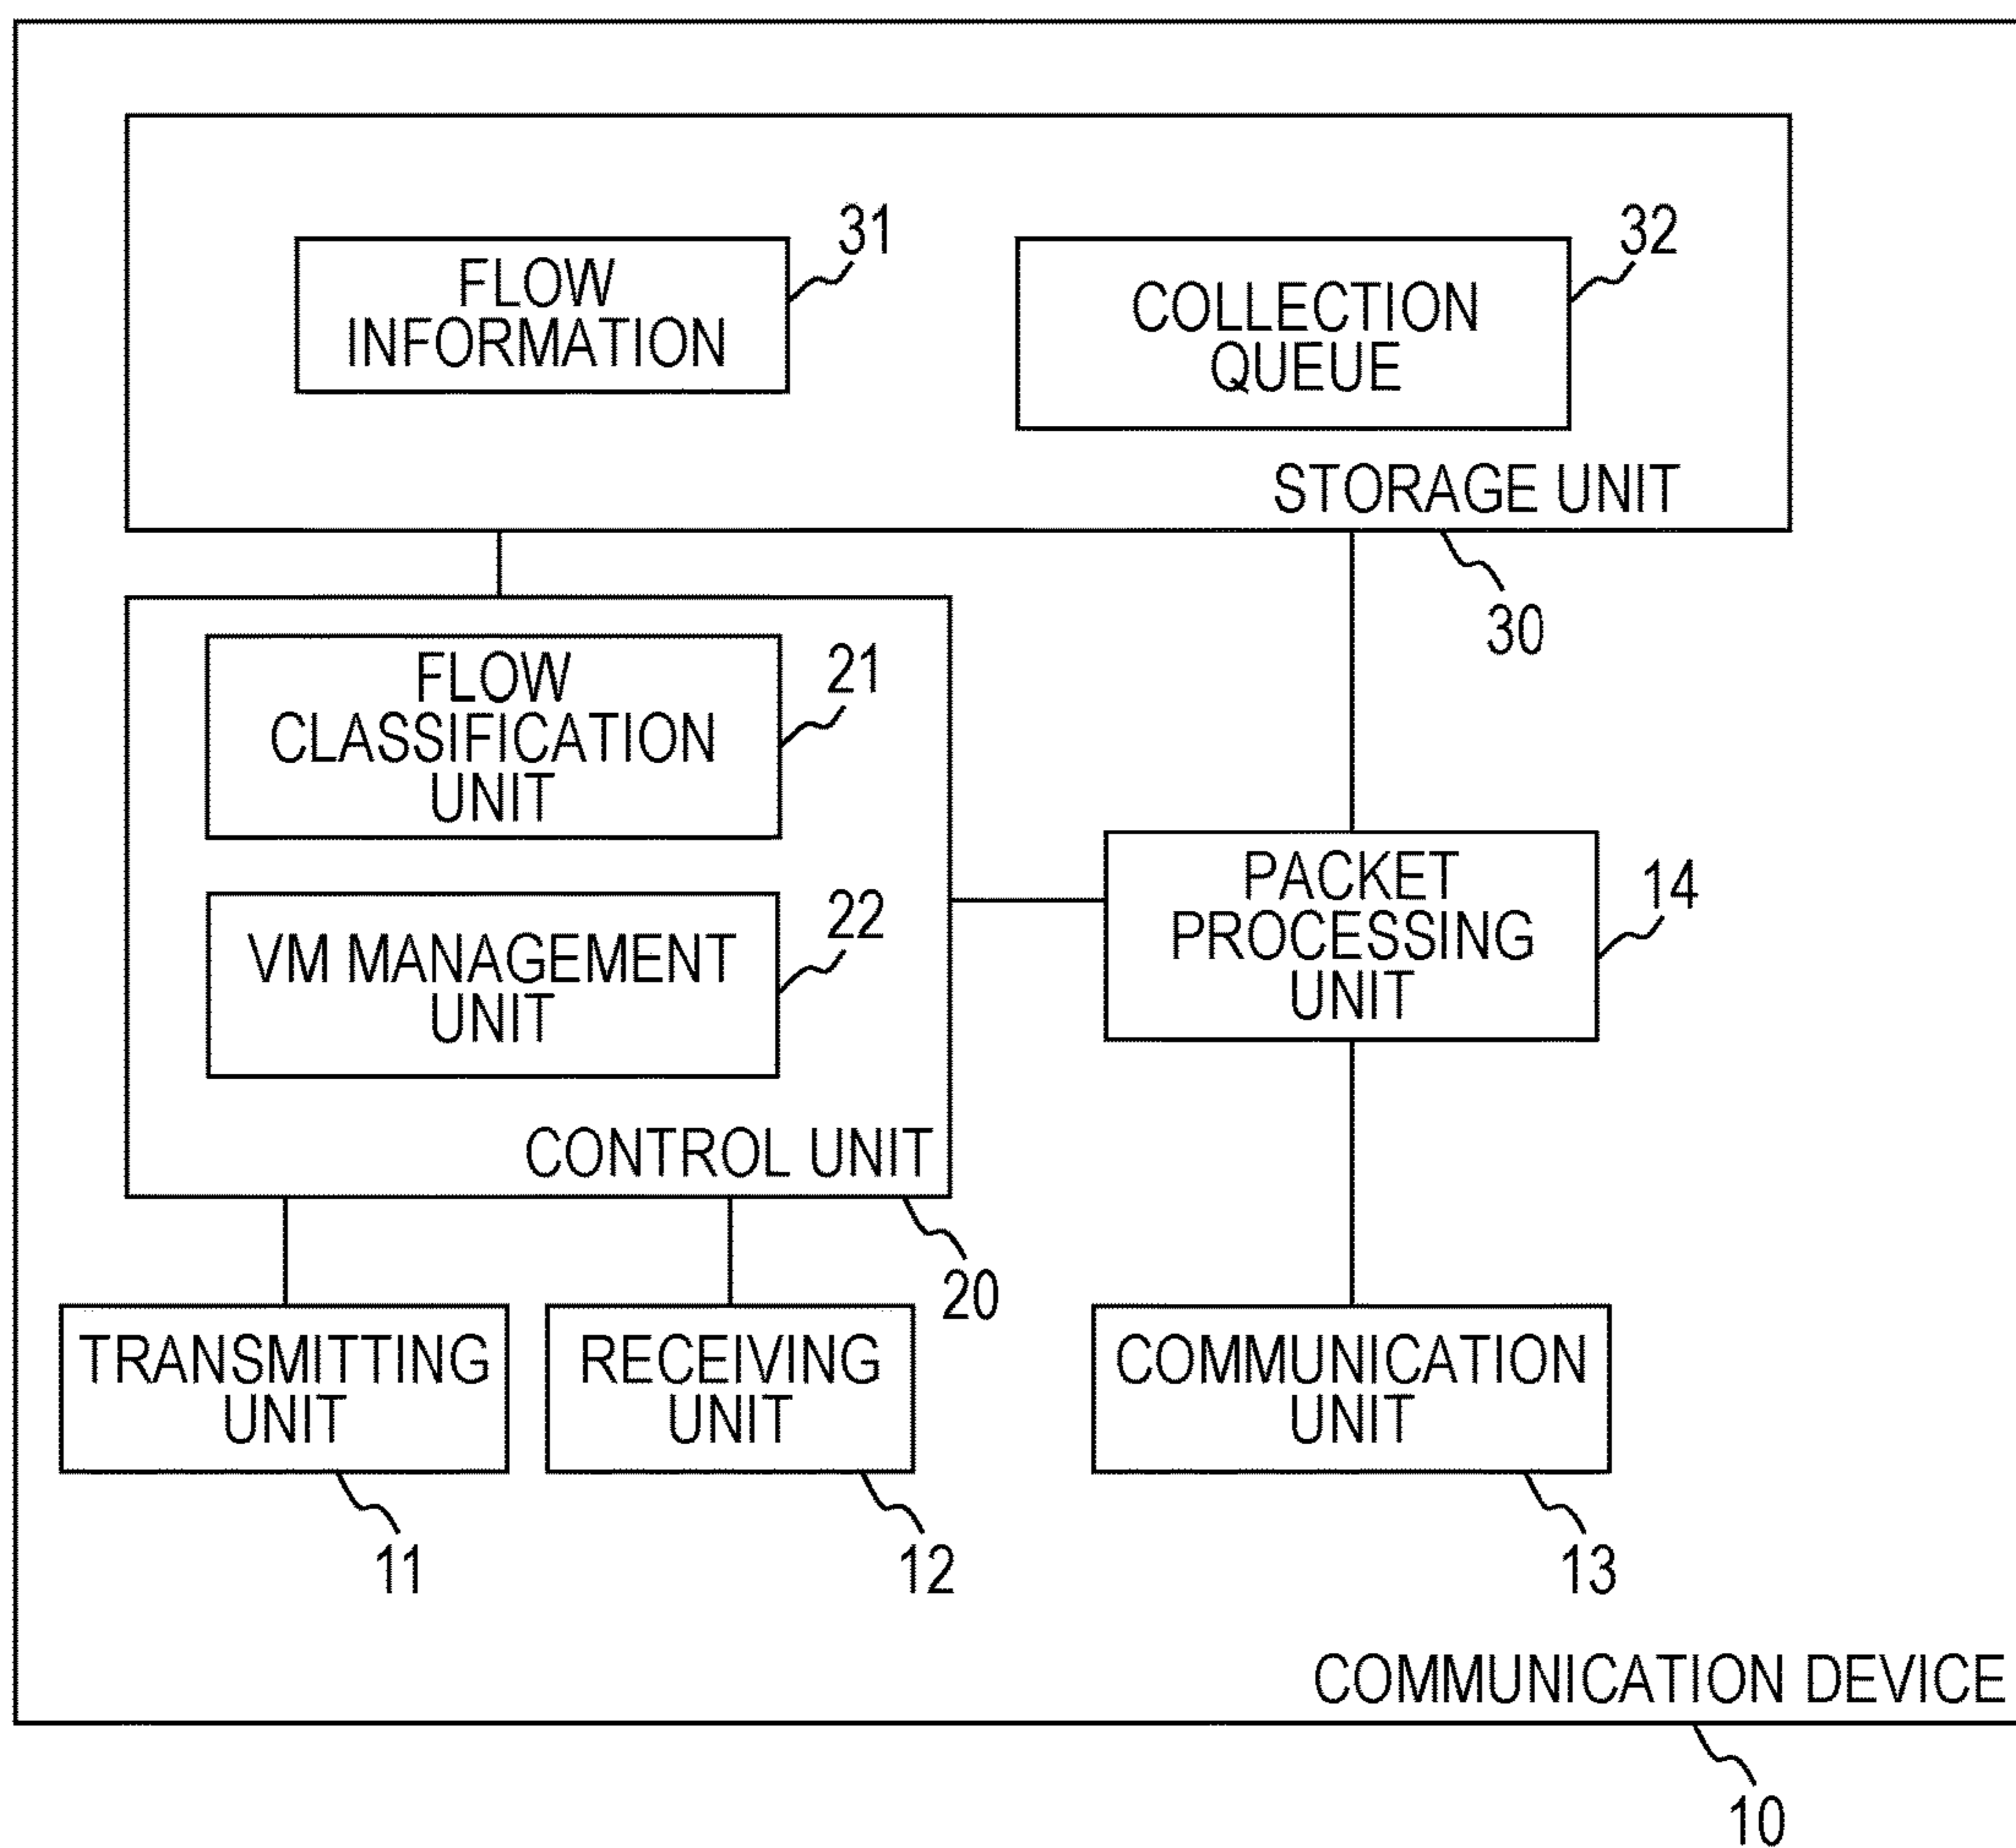 31
FLOW
INFORMATION
32
COLLECTION
QUEUE
STORAGE UNIT
30
FLOW
CLASSIFICATION
UNIT
21
VM MANAGEMENT
UNIT
22
CONTROL UNIT
20
PACKET
PROCESSING
UNIT
14
TRANSMITTING
UNIT
11
RECEIVING
UNIT
12
COMMUNICATION
UNIT
13
COMMUNICATION DEVICE
10